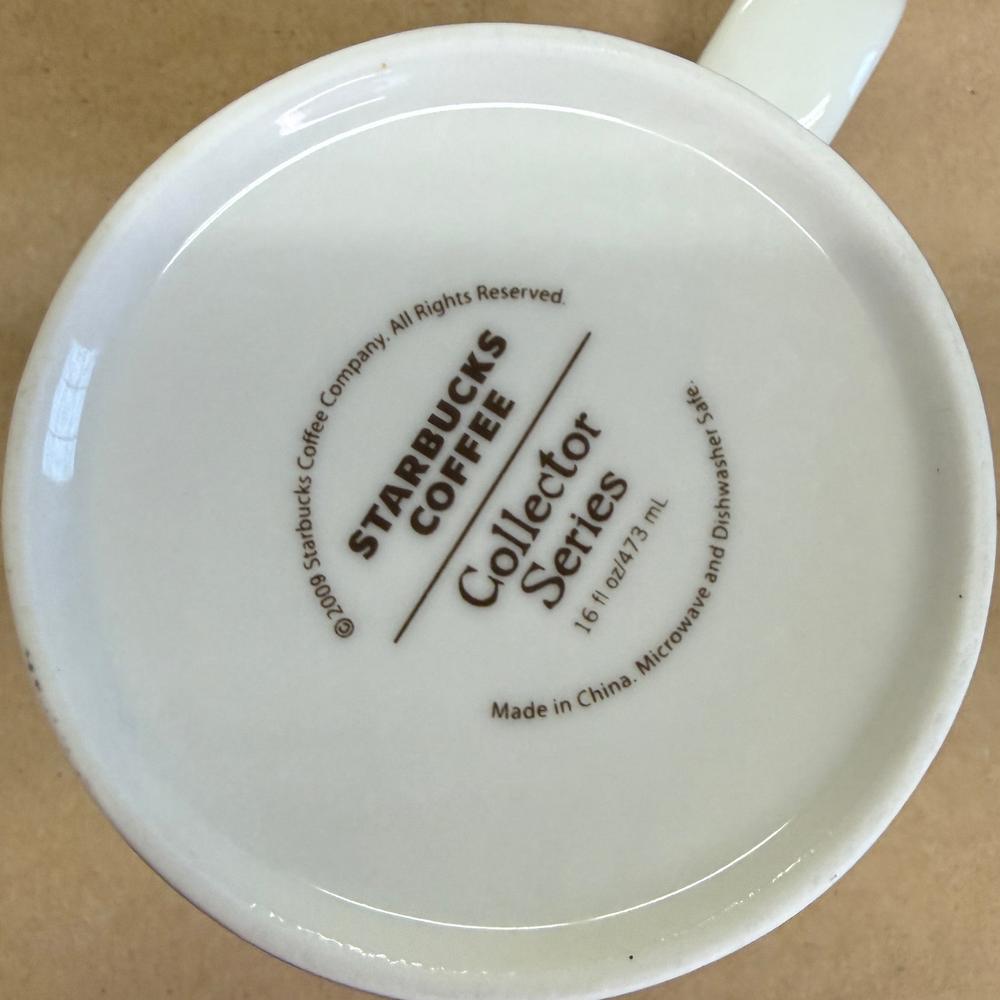 © 2009 Starbucks Coffee Company. All Rights Reserved.
STARBUCKS
COFFEE
Collector
Series
16 fl oz/473 mL
Made in China. Microwave and Dishwasher Safe.